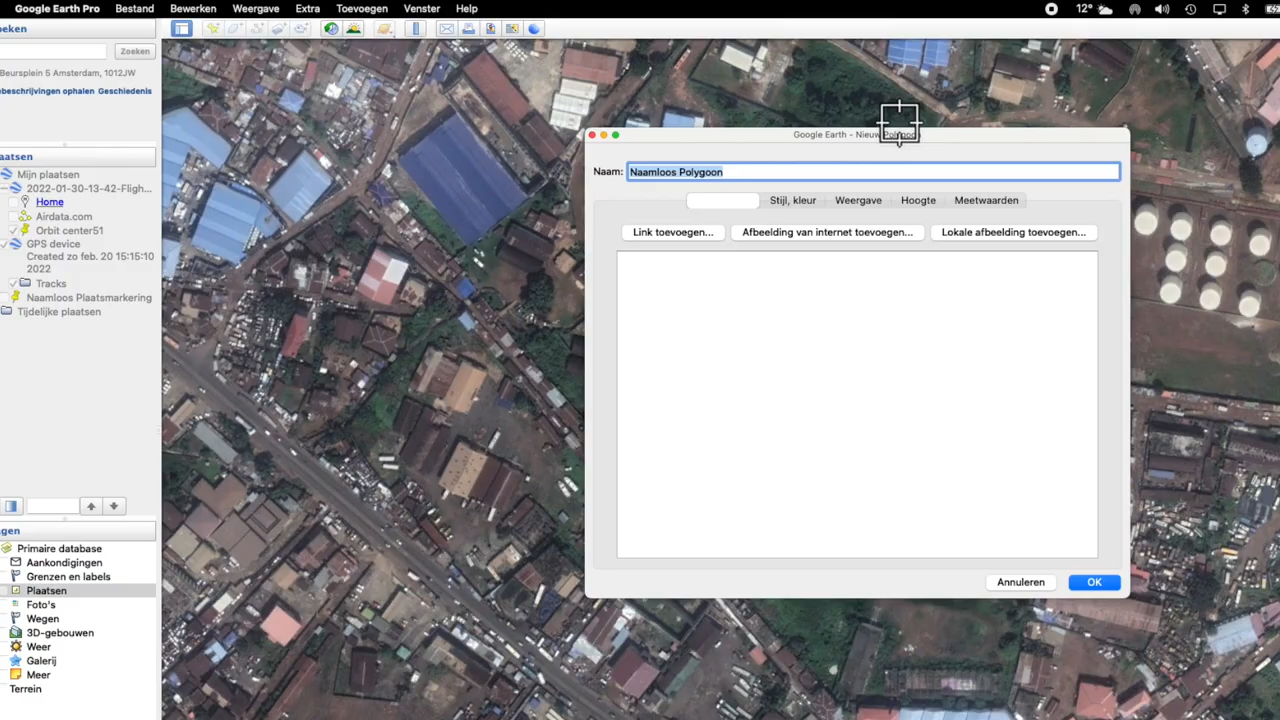 Google Earth Pro Bestand Bewerken Weergave Extra Toevoegen Venster Help 12°
oeken
Zoeken
Beursplein 5 Amsterdam, 1012JW
ebeschrijvingen ophalen Geschiedenis
aatsen
Mijn plaatsen
2022-01-30-13-42-Fligh...
Home
Airdata.com
Orbit center51
GPS device
Created zo feb. 20 15:15:10
2022
Tracks
Naamloos Plaatsmarkering
Tijdelijke plaatsen
gen
Primaire database
Aankondigingen
Grenzen en labels
Plaatsen
Foto's
Wegen
3D-gebouwen
Weer
Galerij
Meer
Terrein
Google Earth - Nieuw Polygoon
Naam: Naamloos Polygoon
Stijl, kleur Weergave Hoogte Meetwaarden
Link toevoegen... Afbeelding van internet toevoegen... Lokale afbeelding toevoegen...
Annuleren OK